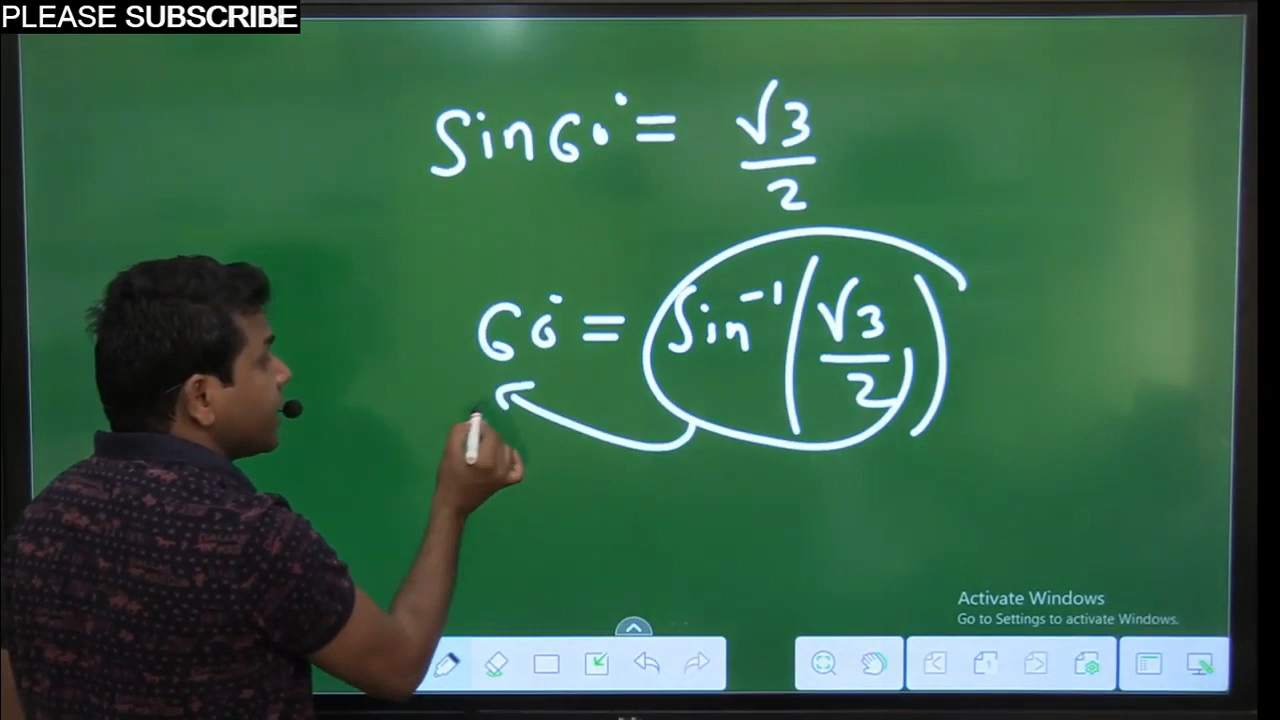 PLEASE SUBSCRIBE
sin60° = √3/2
60° = sin⁻¹(√3/2)
Activate Windows
Go to Settings to activate Windows.